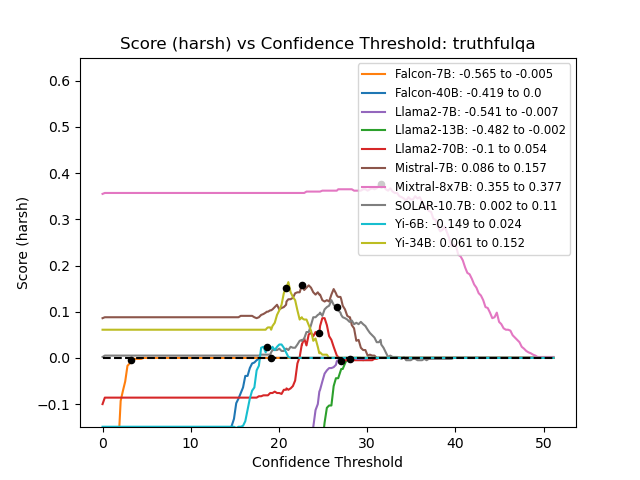 Score (harsh) vs Confidence Threshold: truthfulqa
Falcon-7B: -0.565 to -0.005
Falcon-40B: -0.419 to 0.0
Llama2-7B: -0.541 to -0.007
Llama2-13B: -0.482 to -0.002
Llama2-70B: -0.1 to 0.054
Mistral-7B: 0.086 to 0.157
Mixtral-8x7B: 0.355 to 0.377
SOLAR-10.7B: 0.002 to 0.11
Yi-6B: -0.149 to 0.024
Yi-34B: 0.061 to 0.152
Score (harsh)
0.6
0.5
0.4
0.3
0.2
0.1
0.0
−0.1
0
10
20
30
40
50
Confidence Threshold